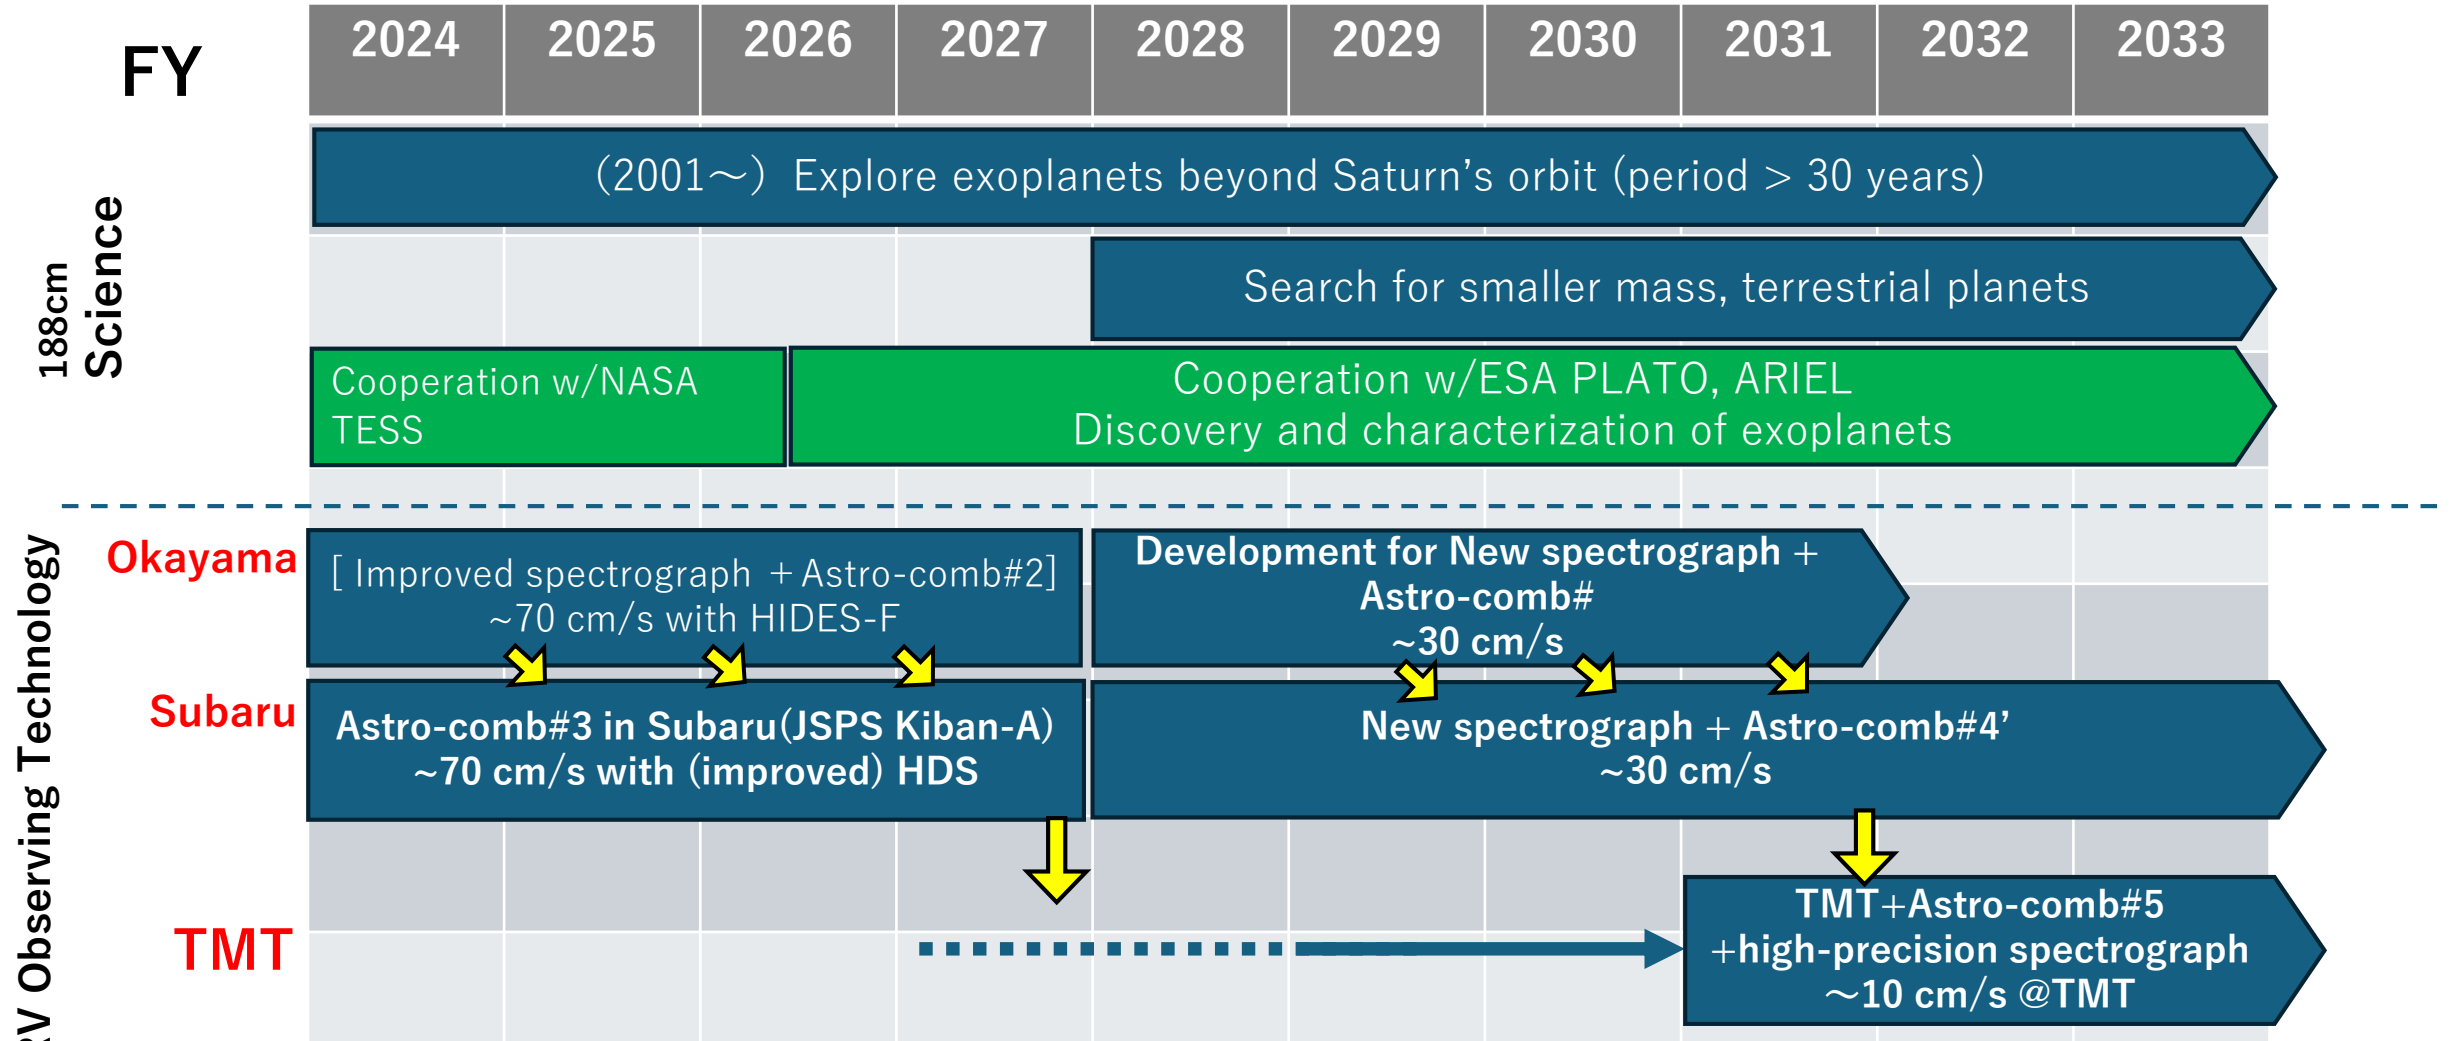 FY
2024 2025 2026 2027 2028 2029 2030 2031 2032 2033
188cm
Science
(2001～) Explore exoplanets beyond Saturn’s orbit (period > 30 years)
Search for smaller mass, terrestrial planets
Cooperation w/NASA
TESS
Cooperation w/ESA PLATO, ARIEL
Discovery and characterization of exoplanets
RV Observing Technology
Okayama
[ Improved spectrograph +Astro-comb#2]
~70 cm/s with HIDES-F
Development for New spectrograph +
Astro-comb#
~30 cm/s
Subaru
Astro-comb#3 in Subaru(JSPS Kiban-A)
~70 cm/s with (improved) HDS
New spectrograph + Astro-comb#4’
~30 cm/s
TMT
TMT+Astro-comb#5
+high-precision spectrograph
～10 cm/s @TMT